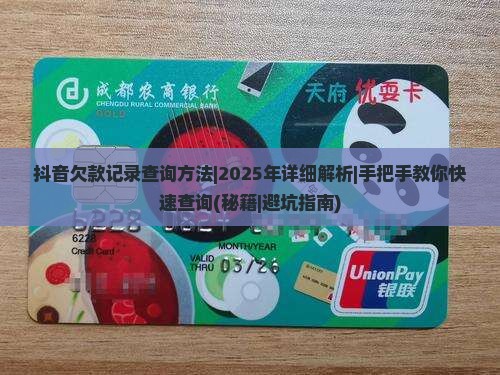 成都农商银行
CHENGDU RURAL COMMERCIAL BANK
GOLD
天府 优耍卡
抖音欠款记录查询方法|2025年详细解析|手把手教你快
速查询(秘籍|避坑指南)
6228
6228
Credit Card
MONTH/YEAR
VALID
THRU 03/26
UnionPay
银联